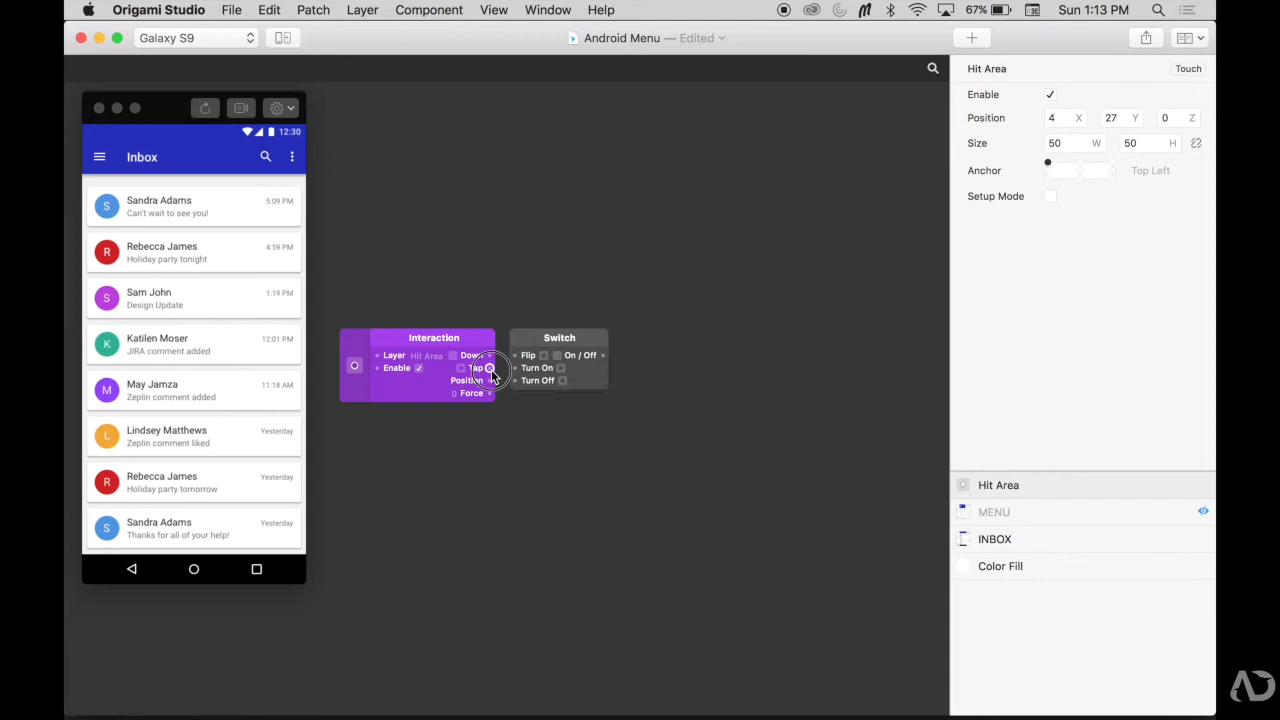 Origami Studio File Edit Patch Layer Component View Window Help 67% Sun 1:13 PM
Galaxy S9 Android Menu — Edited
Hit Area Touch
Enable
Position 4 X 27 Y 0 Z
Size 50 W 50 H
Anchor Top Left
Setup Mode
12:30
Inbox
S Sandra Adams 5:09 PM
Can't wait to see you!
R Rebecca James 4:59 PM
Holiday party tonight
S Sam John 1:19 PM
Design Update
K Katilen Moser 12:01 PM
JIRA comment added
M May Jamza 11:18 AM
Zeplin comment added
L Lindsey Matthews Yesterday
Zeplin comment liked
R Rebecca James Yesterday
Holiday party tomorrow
S Sandra Adams Yesterday
Thanks for all of your help!
Interaction
Layer Hit Area Down
Enable Tap
Position
Force
Switch
Flip On / Off
Turn On
Turn Off
Hit Area
MENU
INBOX
Color Fill